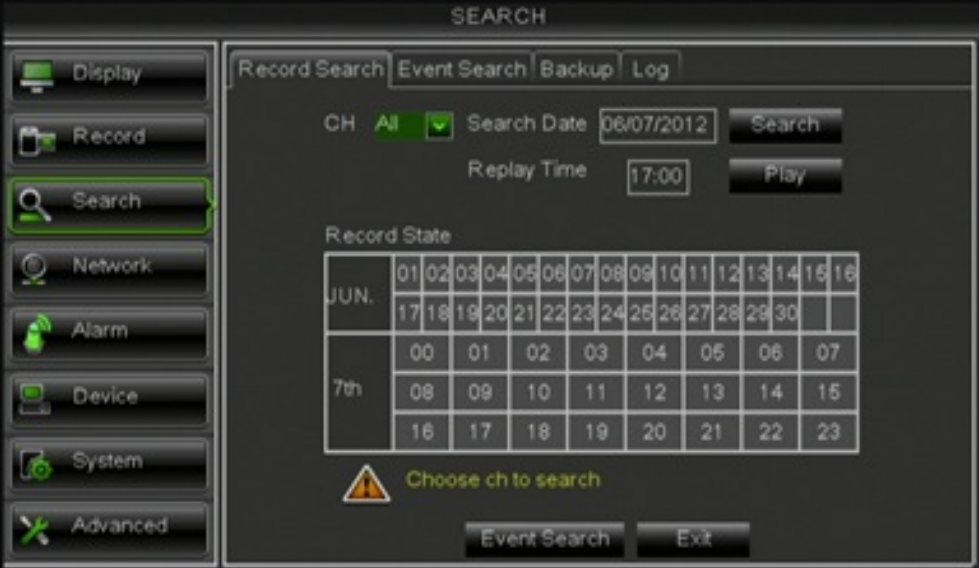 SEARCH
Display
Record
Search
Network
Alarm
Device
System
Advanced
Record Search Event Search Backup Log
CH All Search Date 06/07/2012 Search
Replay Time 17:00 Play
Record State
JUN.
01 02 03 04 05 06 07 08 09 10 11 12 13 14 15 16
17 18 19 20 21 22 23 24 25 26 27 28 29 30
7th
00 01 02 03 04 05 06 07
08 09 10 11 12 13 14 15
16 17 18 19 20 21 22 23
Choose ch to search
Event Search Exit